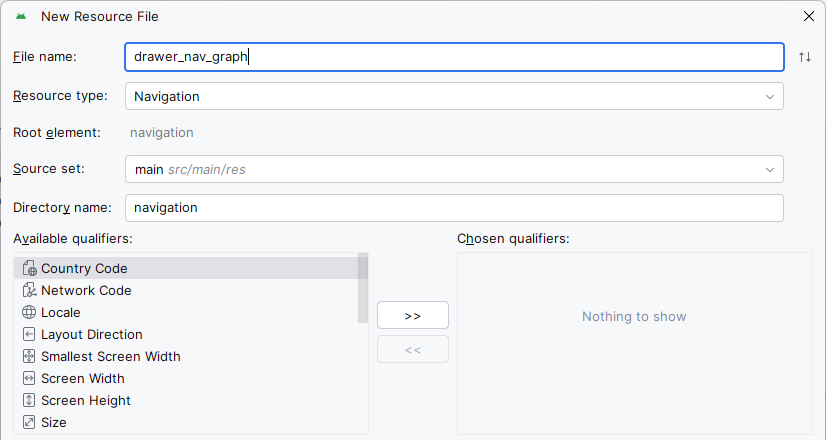 New Resource File
File name: drawer_nav_graph
Resource type: Navigation
Root element: navigation
Source set: main src/main/res
Directory name: navigation
Available qualifiers:
Chosen qualifiers:
Country Code
Network Code
Locale
Layout Direction
Smallest Screen Width
Screen Width
Screen Height
Size
>>
<<
Nothing to show